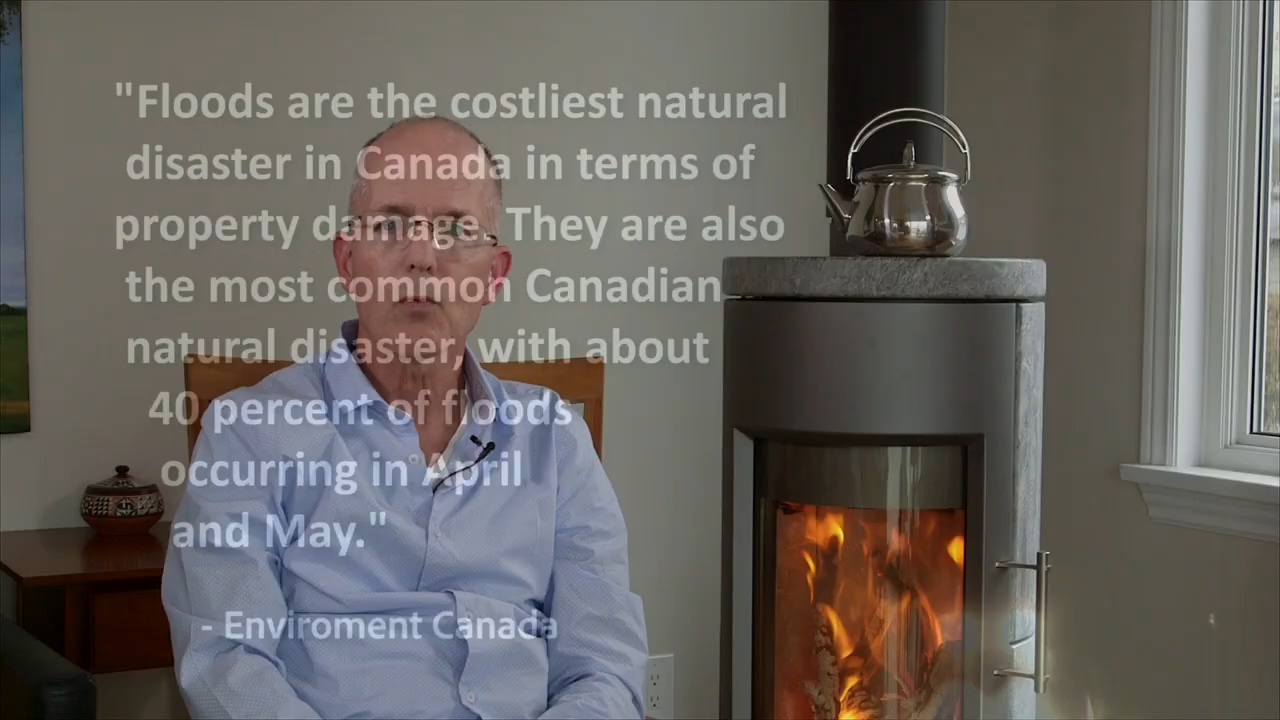 "Floods are the costliest natural
disaster in Canada in terms of
property damage. They are also
the most common Canadian
natural disaster, with about
40 percent of floods
occurring in April
and May."
- Enviroment Canada